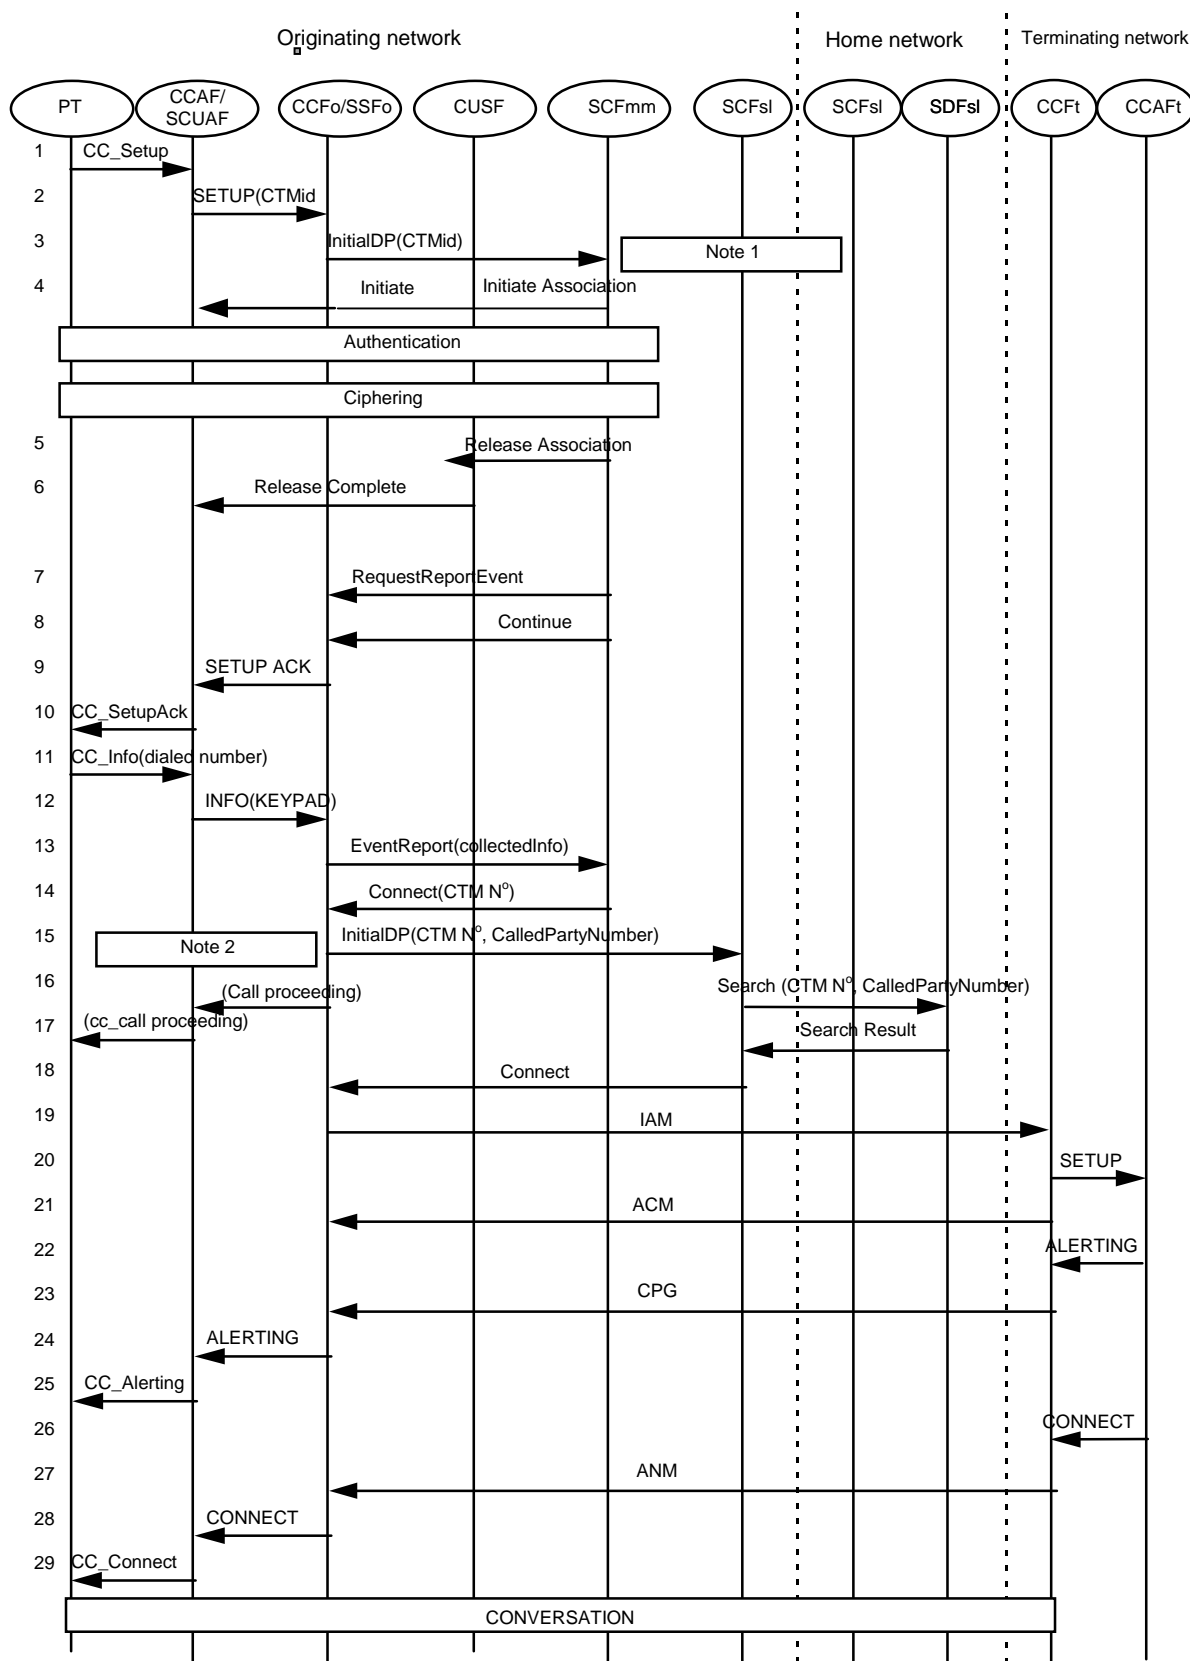 Originating network
Home network
Terminating network
PT
CCAF/
SCUAF
CCFo/SSFo
CUSF
SCFmm
SCFsl
SCFsl
SDFsl
CCFt
CCAFt
1
CC_Setup
2
SETUP(CTMid
3
InitialDP(CTMid)
Note 1
4
Initiate
Initiate Association
Authentication
Ciphering
5
Release Association
6
Release Complete
7
RequestReportEvent
8
Continue
9
SETUP ACK
10
CC_SetupAck
11
CC_Info(dialed number)
12
INFO(KEYPAD)
13
EventReport(collectedInfo)
14
Connect(CTM Nº)
15
Note 2
InitialDP(CTM Nº, CalledPartyNumber)
16
(Call proceeding)
Search (CTM Nº, CalledPartyNumber)
17
(cc_call proceeding)
Search Result
18
Connect
19
IAM
20
SETUP
21
ACM
22
ALERTING
23
CPG
24
ALERTING
25
CC_Alerting
26
CONNECT
27
ANM
28
CONNECT
29
CC_Connect
CONVERSATION